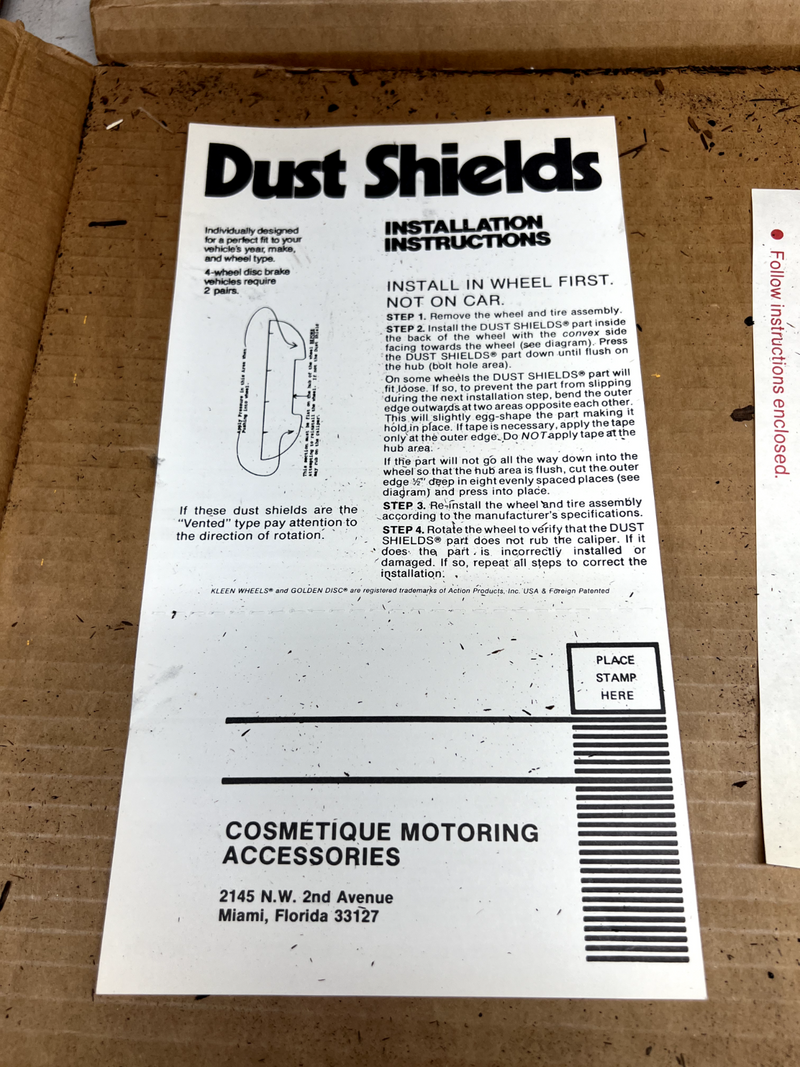 Dust Shields
Individually designed
for a perfect fit to your
vehicle's year, make,
and wheel type.
4-wheel disc brake
vehicles require
2 pairs.
If these dust shields are the
"Vented" type pay attention to
the direction of rotation.
INSTALLATION
INSTRUCTIONS
INSTALL IN WHEEL FIRST.
NOT ON CAR.
STEP 1. Remove the wheel and tire assembly.
STEP 2. Install the DUST SHIELDS® part inside
the back of the wheel with the convex side
facing towards the wheel (see diagram). Press
the DUST SHIELDS® part down until flush on
the hub (bolt hole area).
On some wheels the DUST SHIELDS® part will
fit loose. If so, to prevent the part from slipping
during the next installation step, bend the outer
edge outwards at two areas opposite each other.
This will slightly egg-shape the part making it
hold in place. If tape is necessary, apply the tape
only at the outer edge. Do NOT apply tape at the
hub area.
If the part will not go all the way down into the
wheel so that the hub area is flush, cut the outer
edge ½" deep in eight evenly spaced places (see
diagram) and press into place.
STEP 3. Re-install the wheel and tire assembly
according to the manufacturer's specifications.
STEP 4. Rotate the wheel to verify that the DUST
SHIELDS® part does not rub the caliper. If it
does the part is incorrectly installed or
damaged. If so, repeat all steps to correct the
installation.
KLEEN WHEELS® and GOLDEN DISC® are registered trademarks of Action Products, Inc. USA & Foreign Patented
PLACE
STAMP
HERE
COSMETIQUE MOTORING
ACCESSORIES
2145 N.W. 2nd Avenue
Miami, Florida 33127
● Follow instructions enclosed.